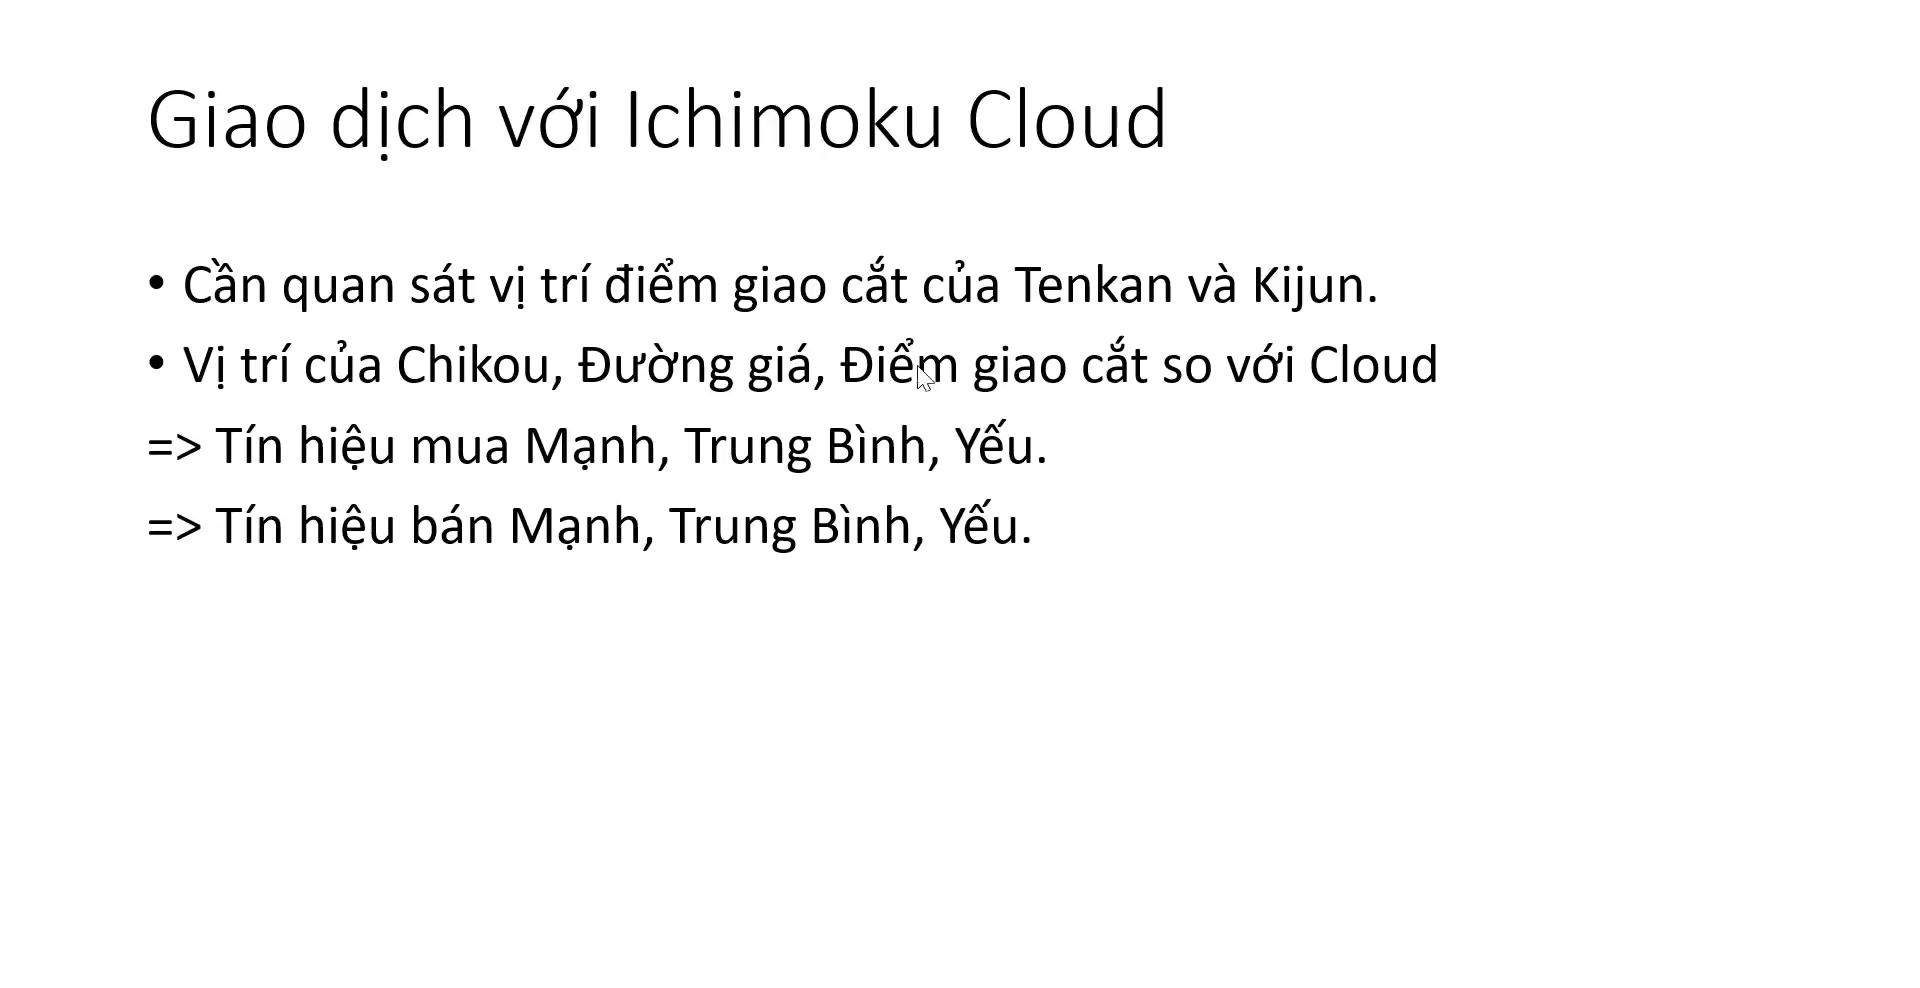 Giao dịch với Ichimoku Cloud
• Cần quan sát vị trí điểm giao cắt của Tenkan và Kijun.
• Vị trí của Chikou, Đường giá, Điểm giao cắt so với Cloud
=> Tín hiệu mua Mạnh, Trung Bình, Yếu.
=> Tín hiệu bán Mạnh, Trung Bình, Yếu.